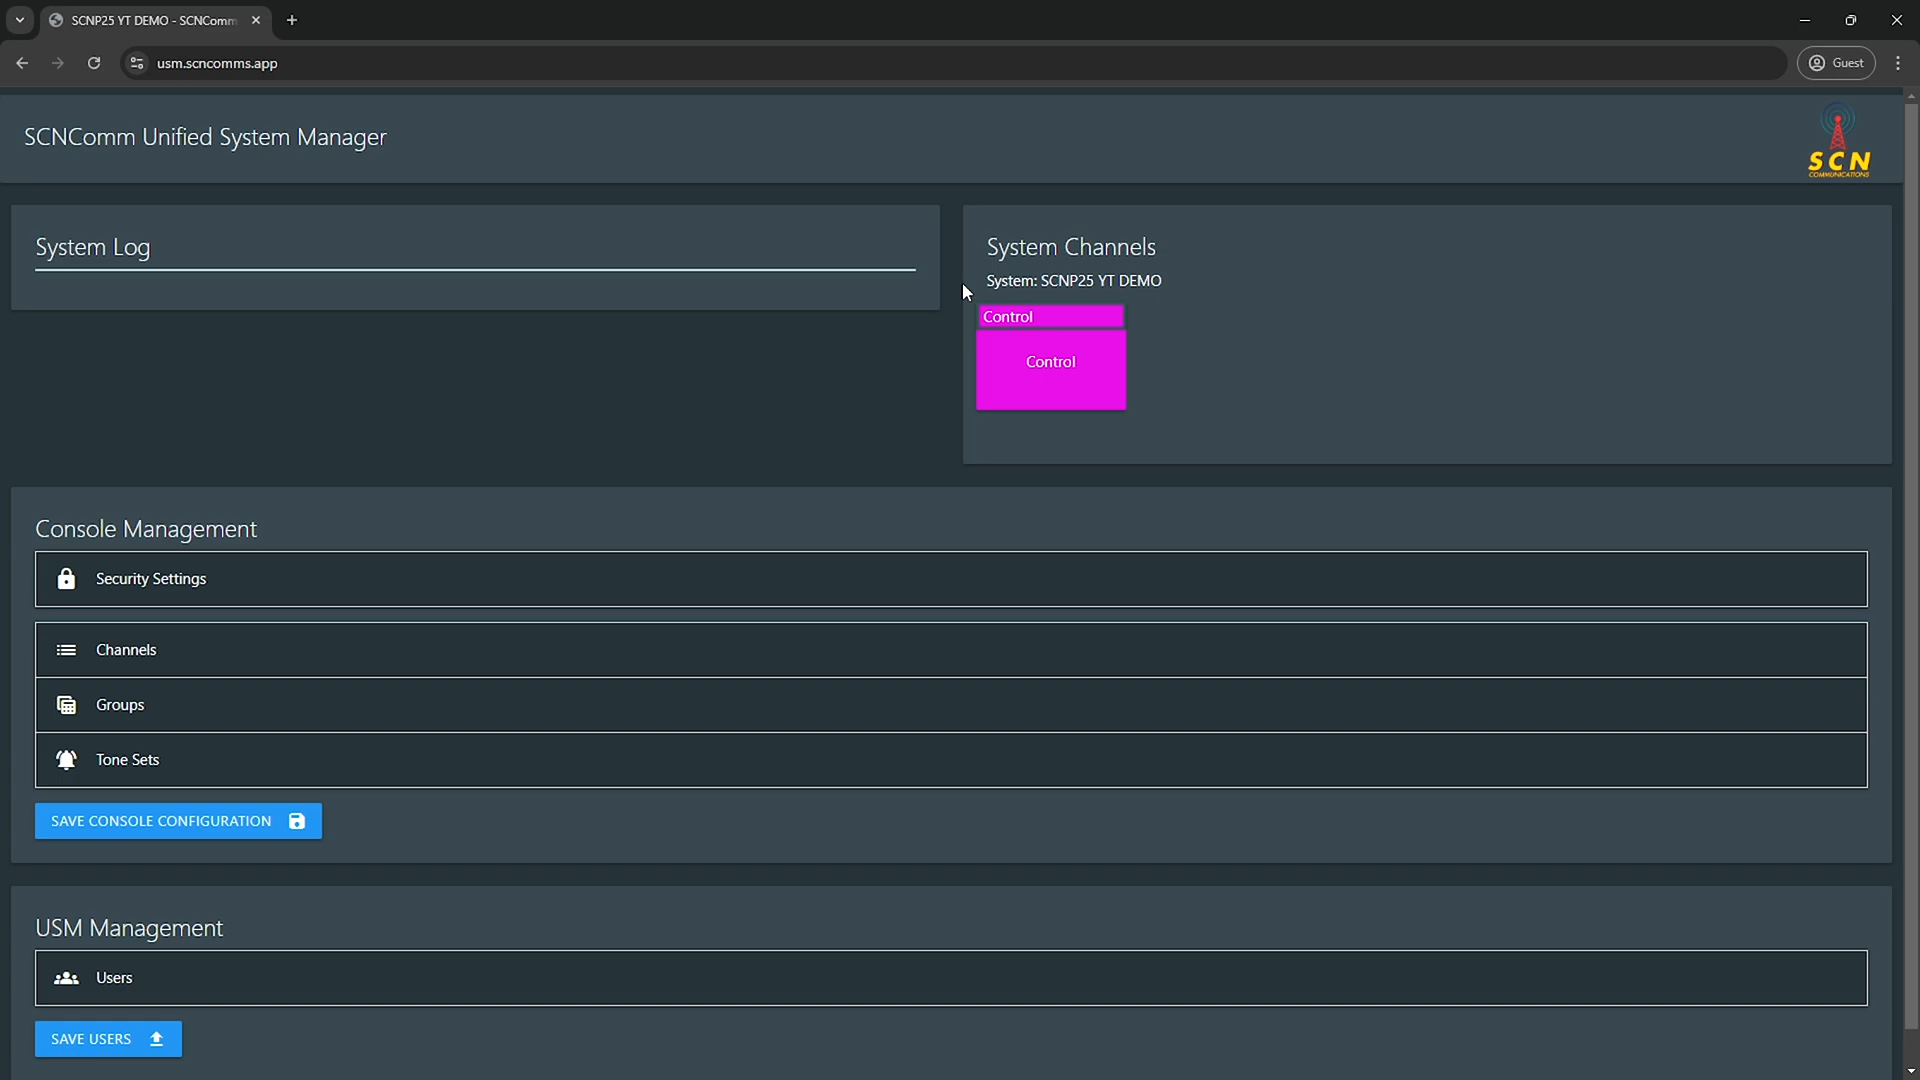 SCNP25 YT DEMO - SCNComm
usm.scncomms.app
Guest
SCNComm Unified System Manager
SCN
COMMUNICATIONS
System Log
System Channels
System: SCNP25 YT DEMO
Control
Control
Console Management
Security Settings
Channels
Groups
Tone Sets
SAVE CONSOLE CONFIGURATION
USM Management
Users
SAVE USERS